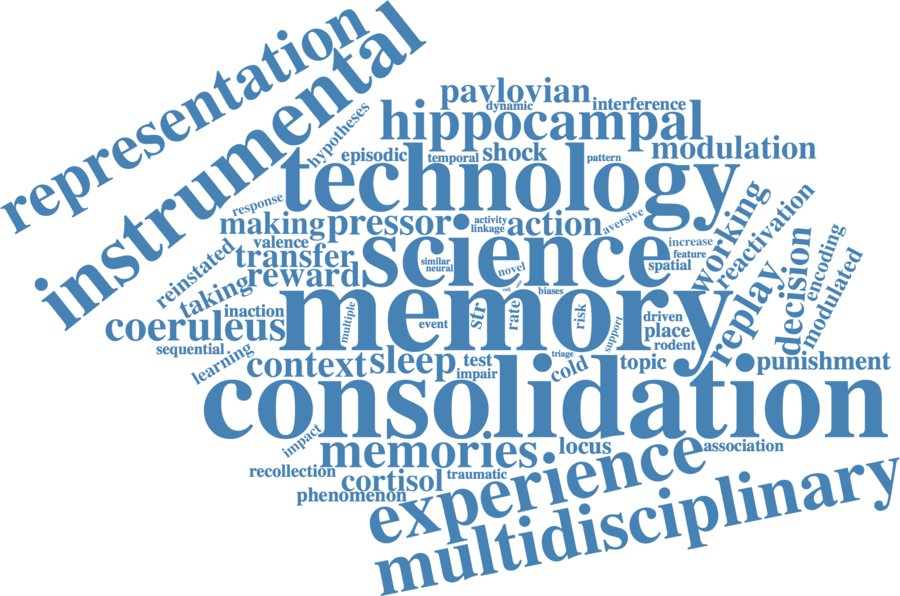 representation
instrumental
hypotheses
pavlovian
dynamic
interference
hippocampal
modulation
episodic
temporal
shock
pattern
technology
response
making
pressor
activity
linkage
action
aversive
working
reactivation
valence
transfer
science
increase
feature
spatial
reinstated
reward
similar
neural
novel
taking
memory
biases
replay
decision
encoding
modulated
inaction
coeruleus
multiple
event
str
rate
risk
support
driven
place
rodent
sequential
learning
context
sleep
test
impair
triage
cold
topic
punishment
consolidation
impact
memories
locus
association
experience
recollection
cortisol
traumatic
phenomenon
multidisciplinary